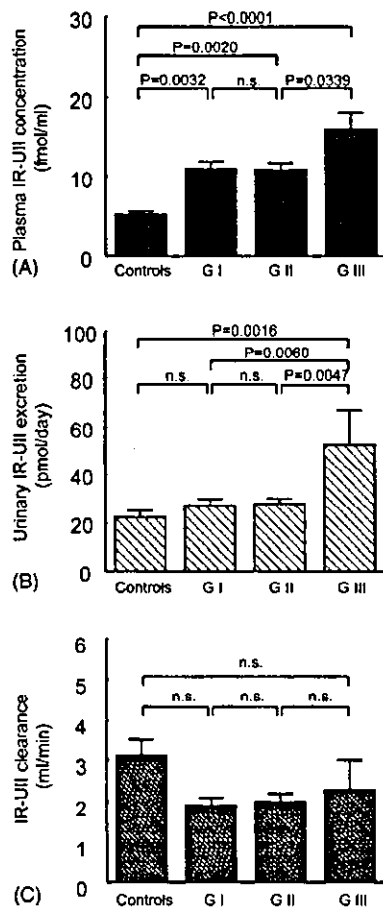 P<0.0001
P=0.0020
P=0.0032 n.s. P=0.0339
Plasma IR-UII concentration
(fmol/ml)
30
20
10
0
Controls G I G II G III
(A)
P=0.0016
P=0.0060
n.s. n.s. P=0.0047
Urinary IR-UII excretion
(pmol/day)
100
80
60
40
20
0
Controls G I G II G III
(B)
n.s.
n.s. n.s. n.s.
IR-UII clearance
(ml/min)
6
5
4
3
2
1
0
Controls G I G II G III
(C)